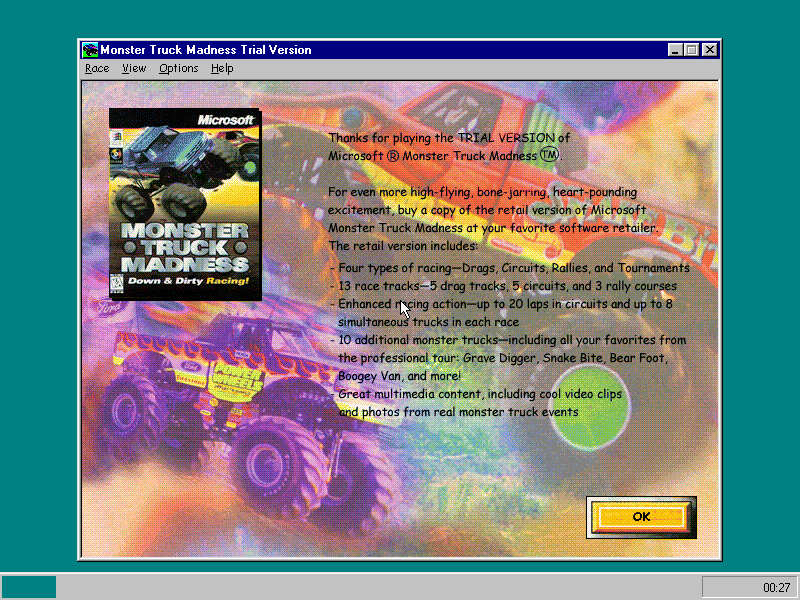 Monster Truck Madness Trial Version
Race View Options Help
Microsoft
MONSTER
TRUCK
MADNESS
Down & Dirty Racing!
Thanks for playing the TRIAL VERSION of
Microsoft ® Monster Truck Madness ™.
For even more high-flying, bone-jarring, heart-pounding
excitement, buy a copy of the retail version of Microsoft
Monster Truck Madness at your favorite software retailer.
The retail version includes:
- Four types of racing—Drags, Circuits, Rallies, and Tournaments
- 13 race tracks—5 drag tracks, 5 circuits, and 3 rally courses
- Enhanced racing action—up to 20 laps in circuits and up to 8
simultaneous trucks in each race
- 10 additional monster trucks—including all your favorites from
the professional tour: Grave Digger, Snake Bite, Bear Foot,
Boogey Van, and more!
- Great multimedia content, including cool video clips
and photos from real monster truck events
Ford
Ford
POWER
WHEELS
FIRESTONE
OK
00:27